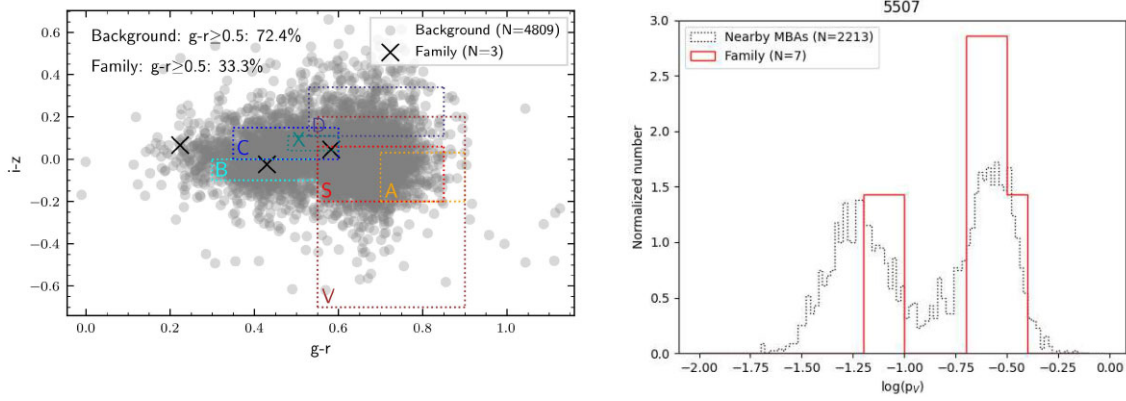 Background: g-r≥0.5: 72.4%
Family: g-r≥0.5: 33.3%
Background (N=4809)
Family (N=3)
D
X
C
B
S
A
V
i-z
0.6
0.4
0.2
0.0
−0.2
−0.4
−0.6
−0.0 0.2 0.4 0.6 0.8 1.0
g-r
5507
Nearby MBAs (N=2213)
Family (N=7)
Normalized number
3.0
2.5
2.0
1.5
1.0
0.5
0.0
−2.00 −1.75 −1.50 −1.25 −1.00 −0.75 −0.50 −0.25 0.00
log(pV)